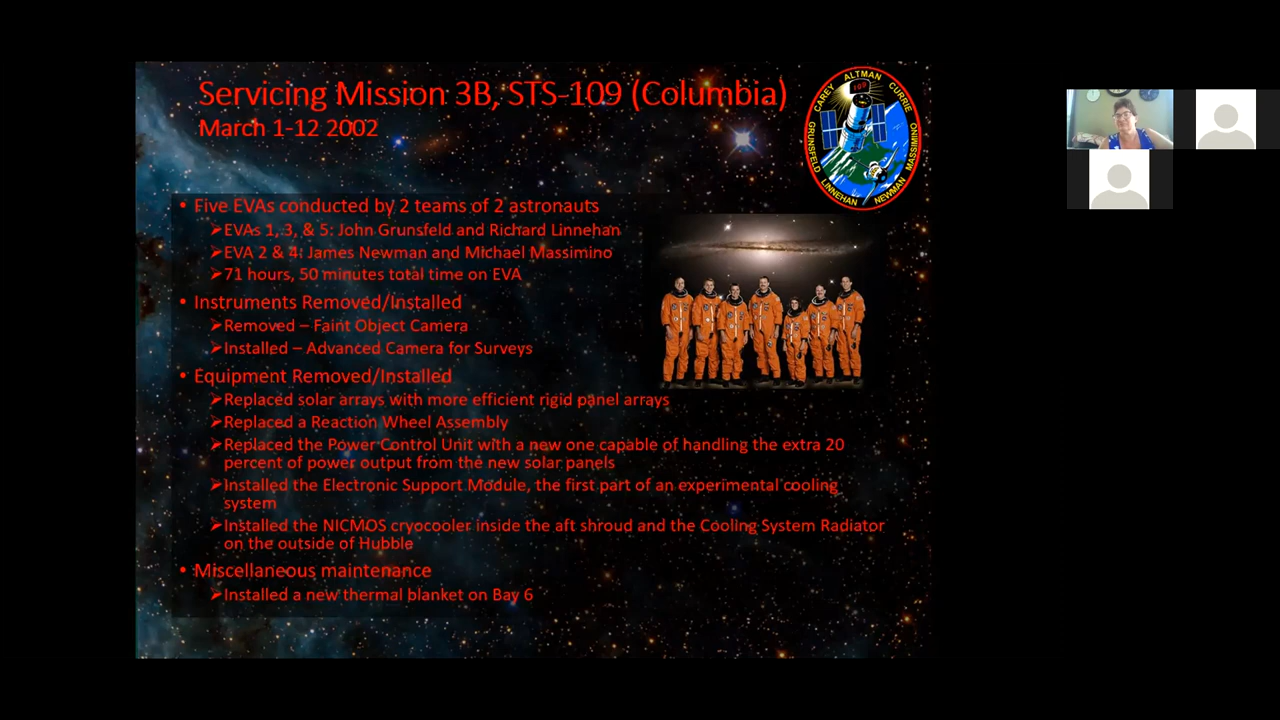 Servicing Mission 3B, STS-109 (Columbia)
March 1-12 2002
109
CAREY ALTMAN CURRIE
GRUNSFELD LINNEHAN NEWMAN MASSIMINO
• Five EVAs conducted by 2 teams of 2 astronauts
➢EVAs 1, 3, & 5: John Grunsfeld and Richard Linnehan
➢EVA 2 & 4: James Newman and Michael Massimino
➢71 hours, 50 minutes total time on EVA
• Instruments Removed/Installed
➢Removed – Faint Object Camera
➢Installed – Advanced Camera for Surveys
• Equipment Removed/Installed
➢Replaced solar arrays with more efficient rigid panel arrays
➢Replaced a Reaction Wheel Assembly
➢Replaced the Power Control Unit with a new one capable of handling the extra 20
percent of power output from the new solar panels
➢Installed the Electronic Support Module, the first part of an experimental cooling
system
➢Installed the NICMOS cryocooler inside the aft shroud and the Cooling System Radiator
on the outside of Hubble
• Miscellaneous maintenance
➢Installed a new thermal blanket on Bay 6